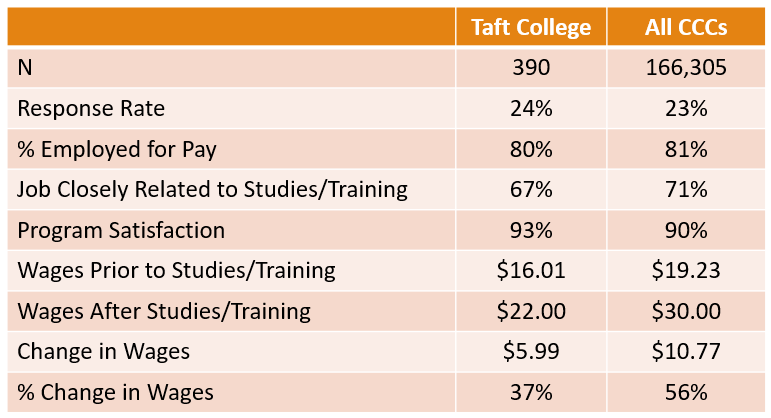 Taft College All CCCs
N 390 166,305
Response Rate 24% 23%
% Employed for Pay 80% 81%
Job Closely Related to Studies/Training 67% 71%
Program Satisfaction 93% 90%
Wages Prior to Studies/Training $16.01 $19.23
Wages After Studies/Training $22.00 $30.00
Change in Wages $5.99 $10.77
% Change in Wages 37% 56%